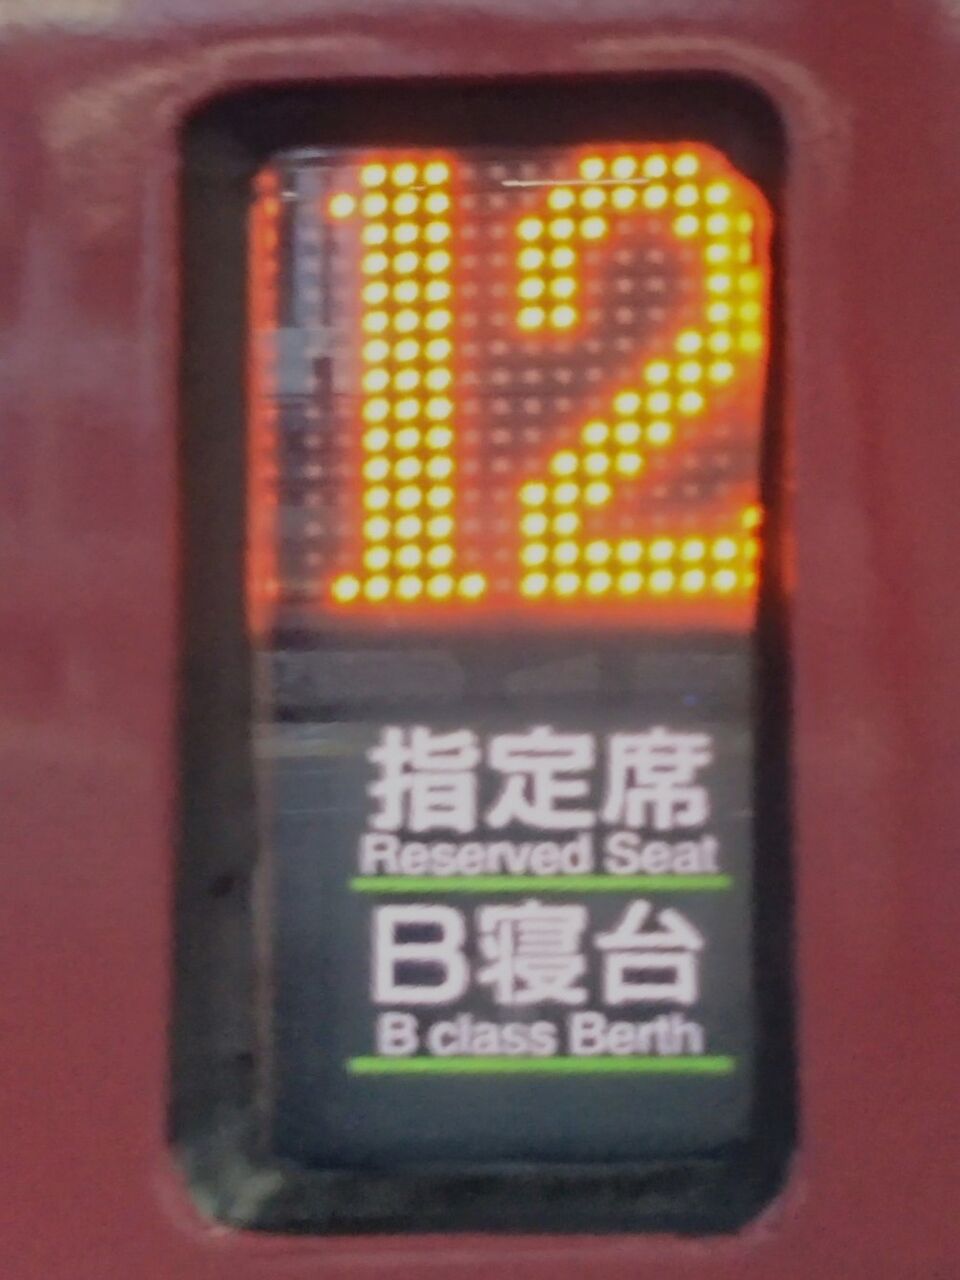 12
指定席
Reserved Seat
B寝台
B class Berth